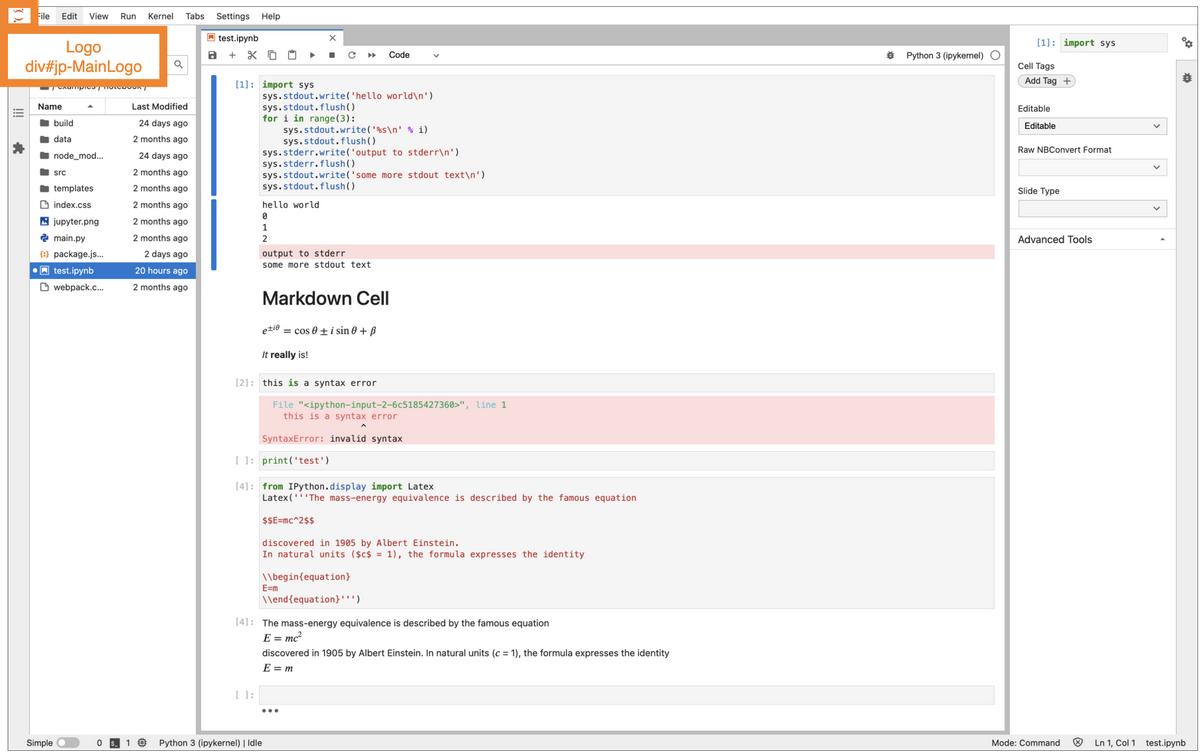 File Edit View Run Kernel Tabs Settings Help
Logo
div#jp-MainLogo
/ examples / notebook /
Name Last Modified
build 24 days ago
data 2 months ago
node_mod... 24 days ago
src 2 months ago
templates 2 months ago
index.css 2 months ago
jupyter.png 2 months ago
main.py 2 months ago
package.js... 2 days ago
test.ipynb 20 hours ago
webpack.c... 2 months ago
test.ipynb
Code
Python 3 (ipykernel)
[1]: import sys
sys.stdout.write('hello world\n')
sys.stdout.flush()
for i in range(3):
    sys.stdout.write('%s\n' % i)
    sys.stdout.flush()
sys.stderr.write('output to stderr\n')
sys.stderr.flush()
sys.stdout.write('some more stdout text\n')
sys.stdout.flush()
hello world
0
1
2
output to stderr
some more stdout text
Markdown Cell
e±iθ = cos θ ± i sin θ + β
It really is!
[2]: this is a syntax error
File "<ipython-input-2-6c5185427360>", line 1
    this is a syntax error
^
SyntaxError: invalid syntax
[ ]: print('test')
[4]: from IPython.display import Latex
Latex('''The mass-energy equivalence is described by the famous equation
$$E=mc^2$$
discovered in 1905 by Albert Einstein.
In natural units ($c$ = 1), the formula expresses the identity
\\begin{equation}
E=m
\\end{equation}''')
[4]: The mass-energy equivalence is described by the famous equation
E = mc²
discovered in 1905 by Albert Einstein. In natural units (c = 1), the formula expresses the identity
E = m
[ ]:
[1]: import sys
Cell Tags
Add Tag +
Editable
Editable
Raw NBConvert Format
Slide Type
Advanced Tools
Simple 0 $_ 1 Python 3 (ipykernel) | Idle
Mode: Command Ln 1, Col 1 test.ipynb